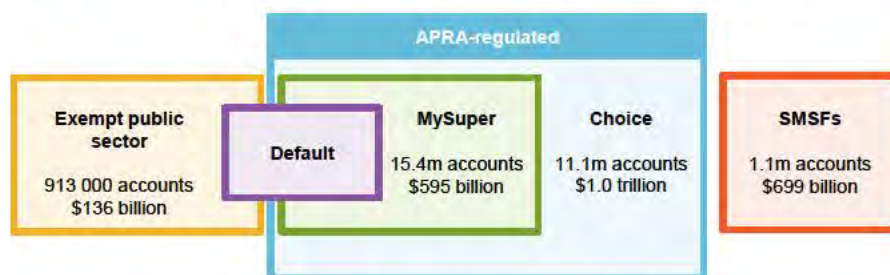 APRA-regulated
Exempt public
sector
913 000 accounts
$136 billion
Default
MySuper
15.4m accounts
$595 billion
Choice
11.1m accounts
$1.0 trillion
SMSFs
1.1m accounts
$699 billion